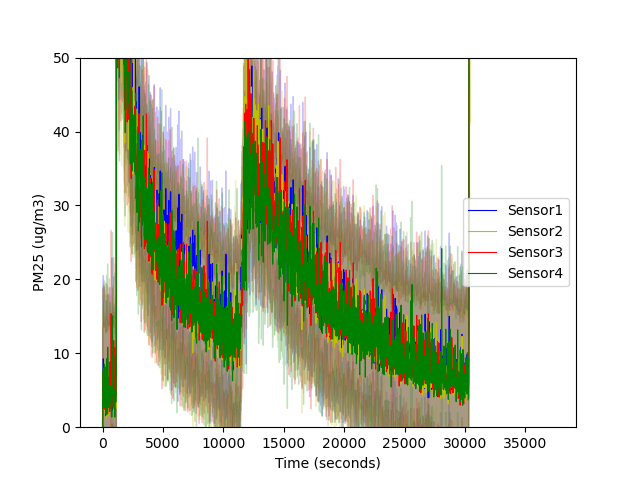 50
40
30
20
10
0
PM25 (ug/m3)
Sensor1
Sensor2
Sensor3
Sensor4
0 5000 10000 15000 20000 25000 30000 35000
Time (seconds)